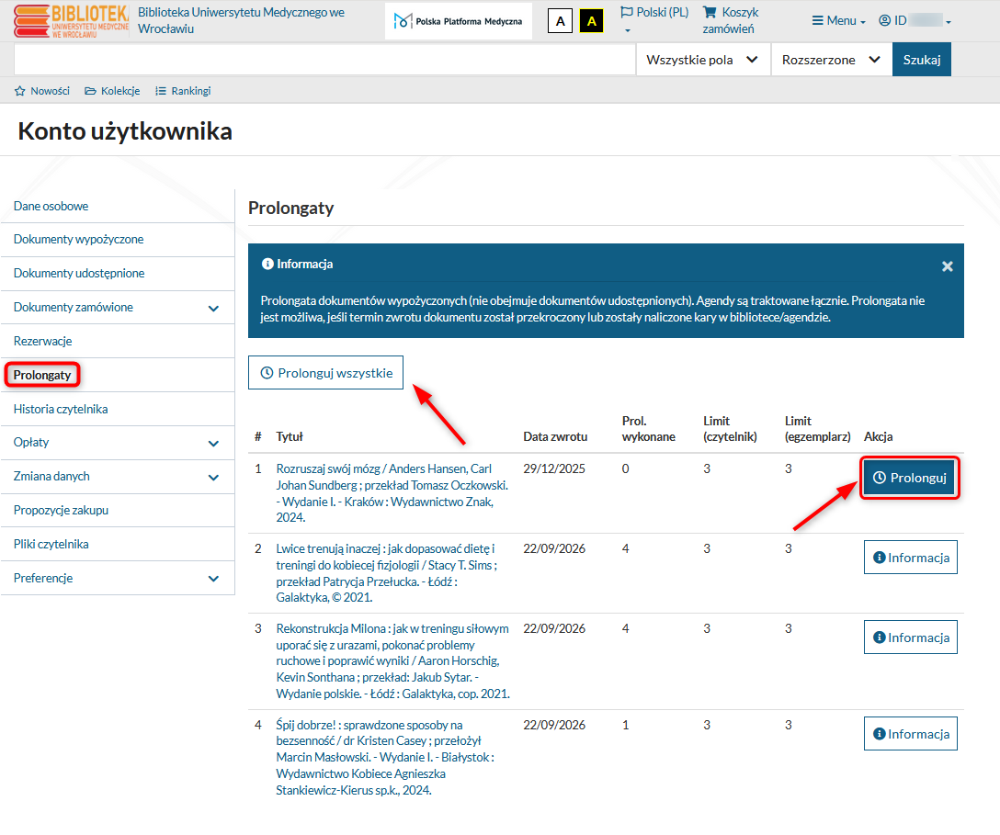 BIBLIOTEKA
UNIWERSYTETU MEDYCZNEGO
WE WROCŁAWIU
Biblioteka Uniwersytetu Medycznego we
Wrocławiu
Polska Platforma Medyczna
A
A
Polski (PL)
Koszyk
zamówień
Menu
ID
Wszystkie pola
Rozszerzone
Szukaj
Nowości
Kolekcje
Rankingi
Konto użytkownika
Dane osobowe
Dokumenty wypożyczone
Dokumenty udostępnione
Dokumenty zamówione
Rezerwacje
Prolongaty
Historia czytelnika
Opłaty
Zmiana danych
Propozycje zakupu
Pliki czytelnika
Preferencje
Prolongaty
Informacja
Prolongata dokumentów wypożyczonych (nie obejmuje dokumentów udostępnionych). Agendy są traktowane łącznie. Prolongata nie
jest możliwa, jeśli termin zwrotu dokumentu został przekroczony lub zostały naliczone kary w bibliotece/agendzie.
Prolonguj wszystkie
# Tytuł Data zwrotu Prol. wykonane Limit (czytelnik) Limit (egzemplarz) Akcja
1 Rozruszaj swój mózg / Anders Hansen, Carl 29/12/2025 0 3 3 Prolonguj
Johan Sundberg ; przekład Tomasz Oczkowski.
- Wydanie I. - Kraków : Wydawnictwo Znak,
2024.
2 Lwice trenują inaczej : jak dopasować dietę i 22/09/2026 4 3 3 Informacja
treningi do kobiecej fizjologii / Stacy T. Sims ;
przekład Patrycja Przełucka. - Łódź :
Galaktyka, © 2021.
3 Rekonstrukcja Milona : jak w treningu siłowym 22/09/2026 4 3 3 Informacja
uporać się z urazami, pokonać problemy
ruchowe i poprawić wyniki / Aaron Horschig,
Kevin Sonthana ; przekład: Jakub Sytar. -
Wydanie polskie. - Łódź : Galaktyka, cop. 2021.
4 Śpij dobrze! : sprawdzone sposoby na 22/09/2026 1 3 3 Informacja
bezsenność / dr Kristen Casey ; przełożył
Marcin Masłowski. - Wydanie I. - Białystok :
Wydawnictwo Kobiece Agnieszka
Stankiewicz-Kierus sp.k., 2024.